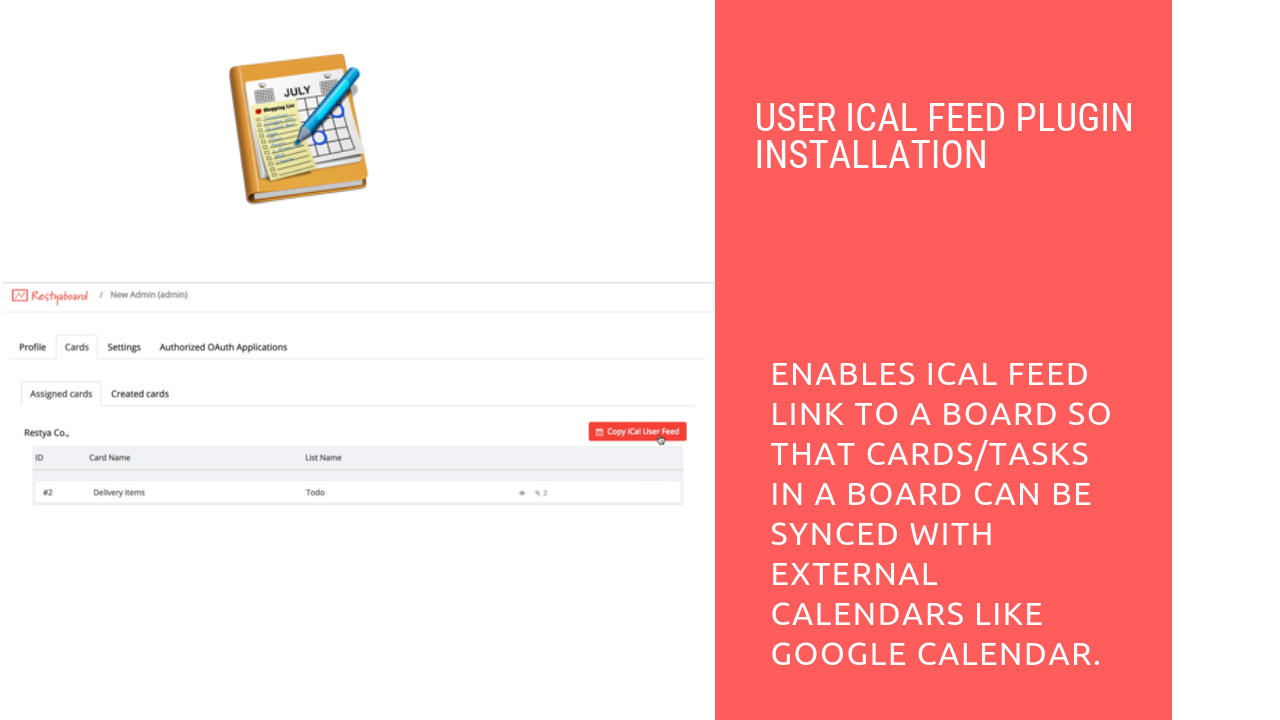 JULY
Shopping List
USER ICAL FEED PLUGIN
INSTALLATION
Restyaboard / New Admin (admin)
Profile Cards Settings Authorized OAuth Applications
Assigned cards Created cards
Restya Co.,
Copy iCal User Feed
ID Card Name List Name
#2 Delivery items Todo 2
ENABLES ICAL FEED
LINK TO A BOARD SO
THAT CARDS/TASKS
IN A BOARD CAN BE
SYNCED WITH
EXTERNAL
CALENDARS LIKE
GOOGLE CALENDAR.